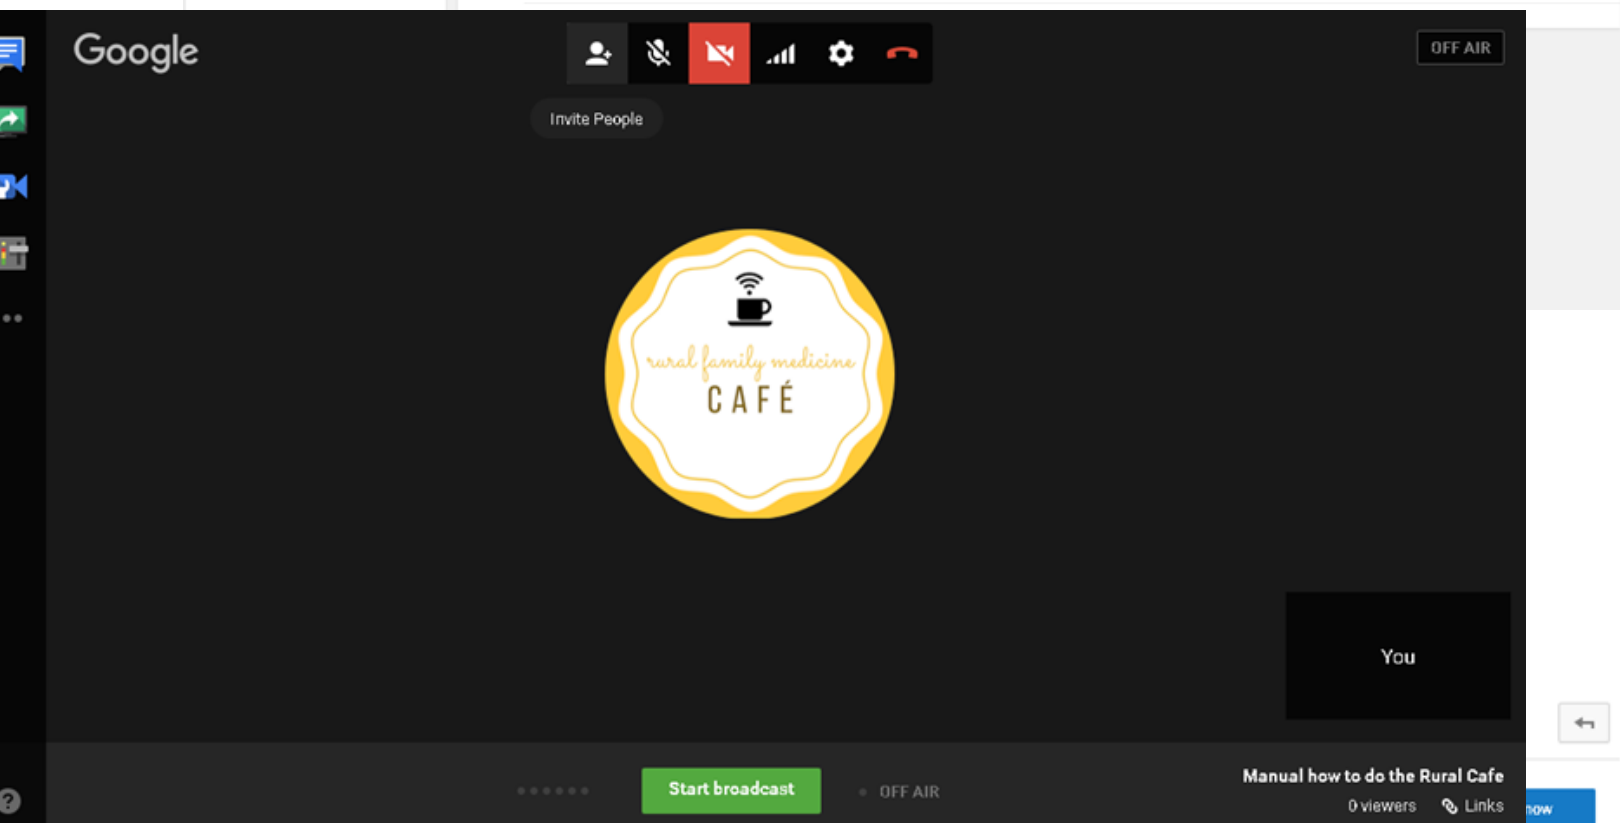 Google
OFF AIR
Invite People
rural family medicine
CAFÉ
You
Start broadcast
OFF AIR
Manual how to do the Rural Cafe
0 viewers
Links
now